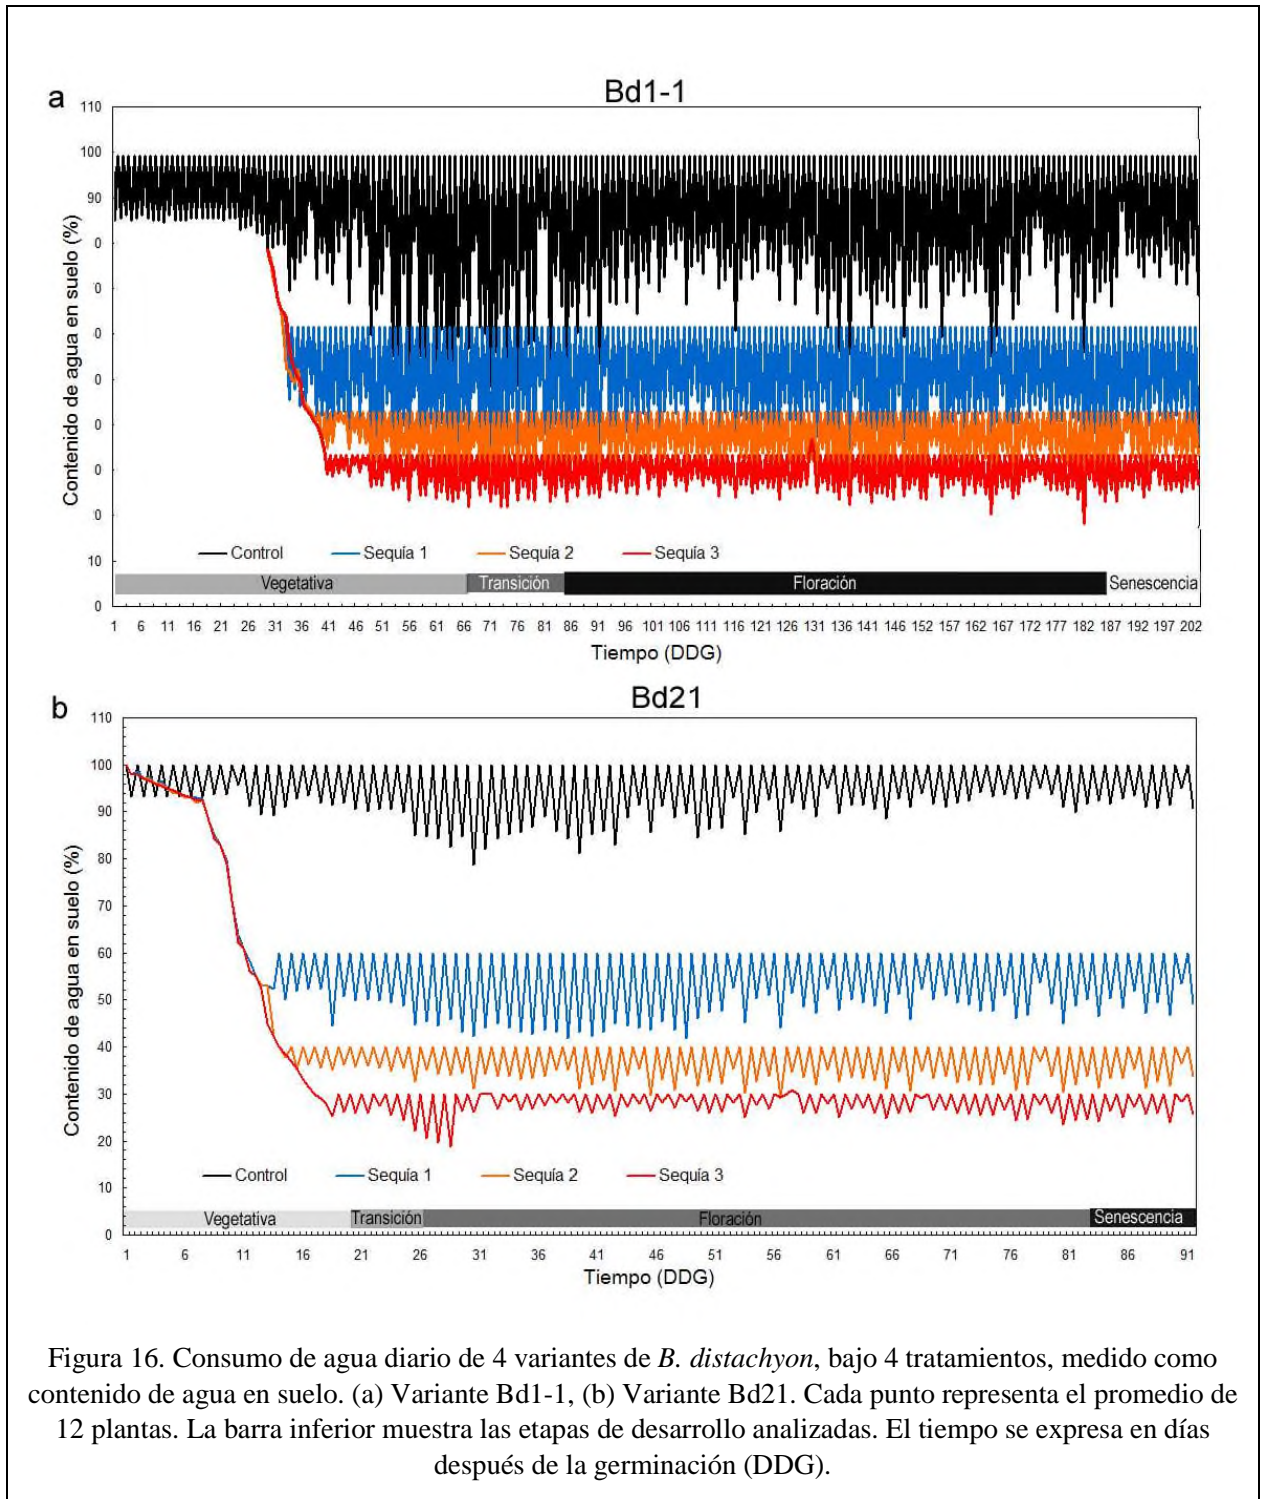 a
Bd1-1
Contenido de agua en suelo (%)
110
100
90
0
0
0
0
0
0
0
10
0
Control Sequía 1 Sequía 2 Sequía 3
Vegetativa Transición Floración Senescencia
1 6 11 16 21 26 31 36 41 46 51 56 61 66 71 76 81 86 91 96 101 106 111 116 121 126 131 136 141 146 152 157 162 167 172 177 182 187 192 197 202
Tiempo (DDG)
b
Bd21
Contenido de agua en suelo (%)
110
100
90
80
70
60
50
40
30
20
10
0
Control Sequía 1 Sequía 2 Sequía 3
Vegetativa Transición Floración Senescencia
1 6 11 16 21 26 31 36 41 46 51 56 61 66 71 76 81 86 91
Tiempo (DDG)
Figura 16. Consumo de agua diario de 4 variantes de B. distachyon, bajo 4 tratamientos, medido como
contenido de agua en suelo. (a) Variante Bd1-1, (b) Variante Bd21. Cada punto representa el promedio de
12 plantas. La barra inferior muestra las etapas de desarrollo analizadas. El tiempo se expresa en días
después de la germinación (DDG).